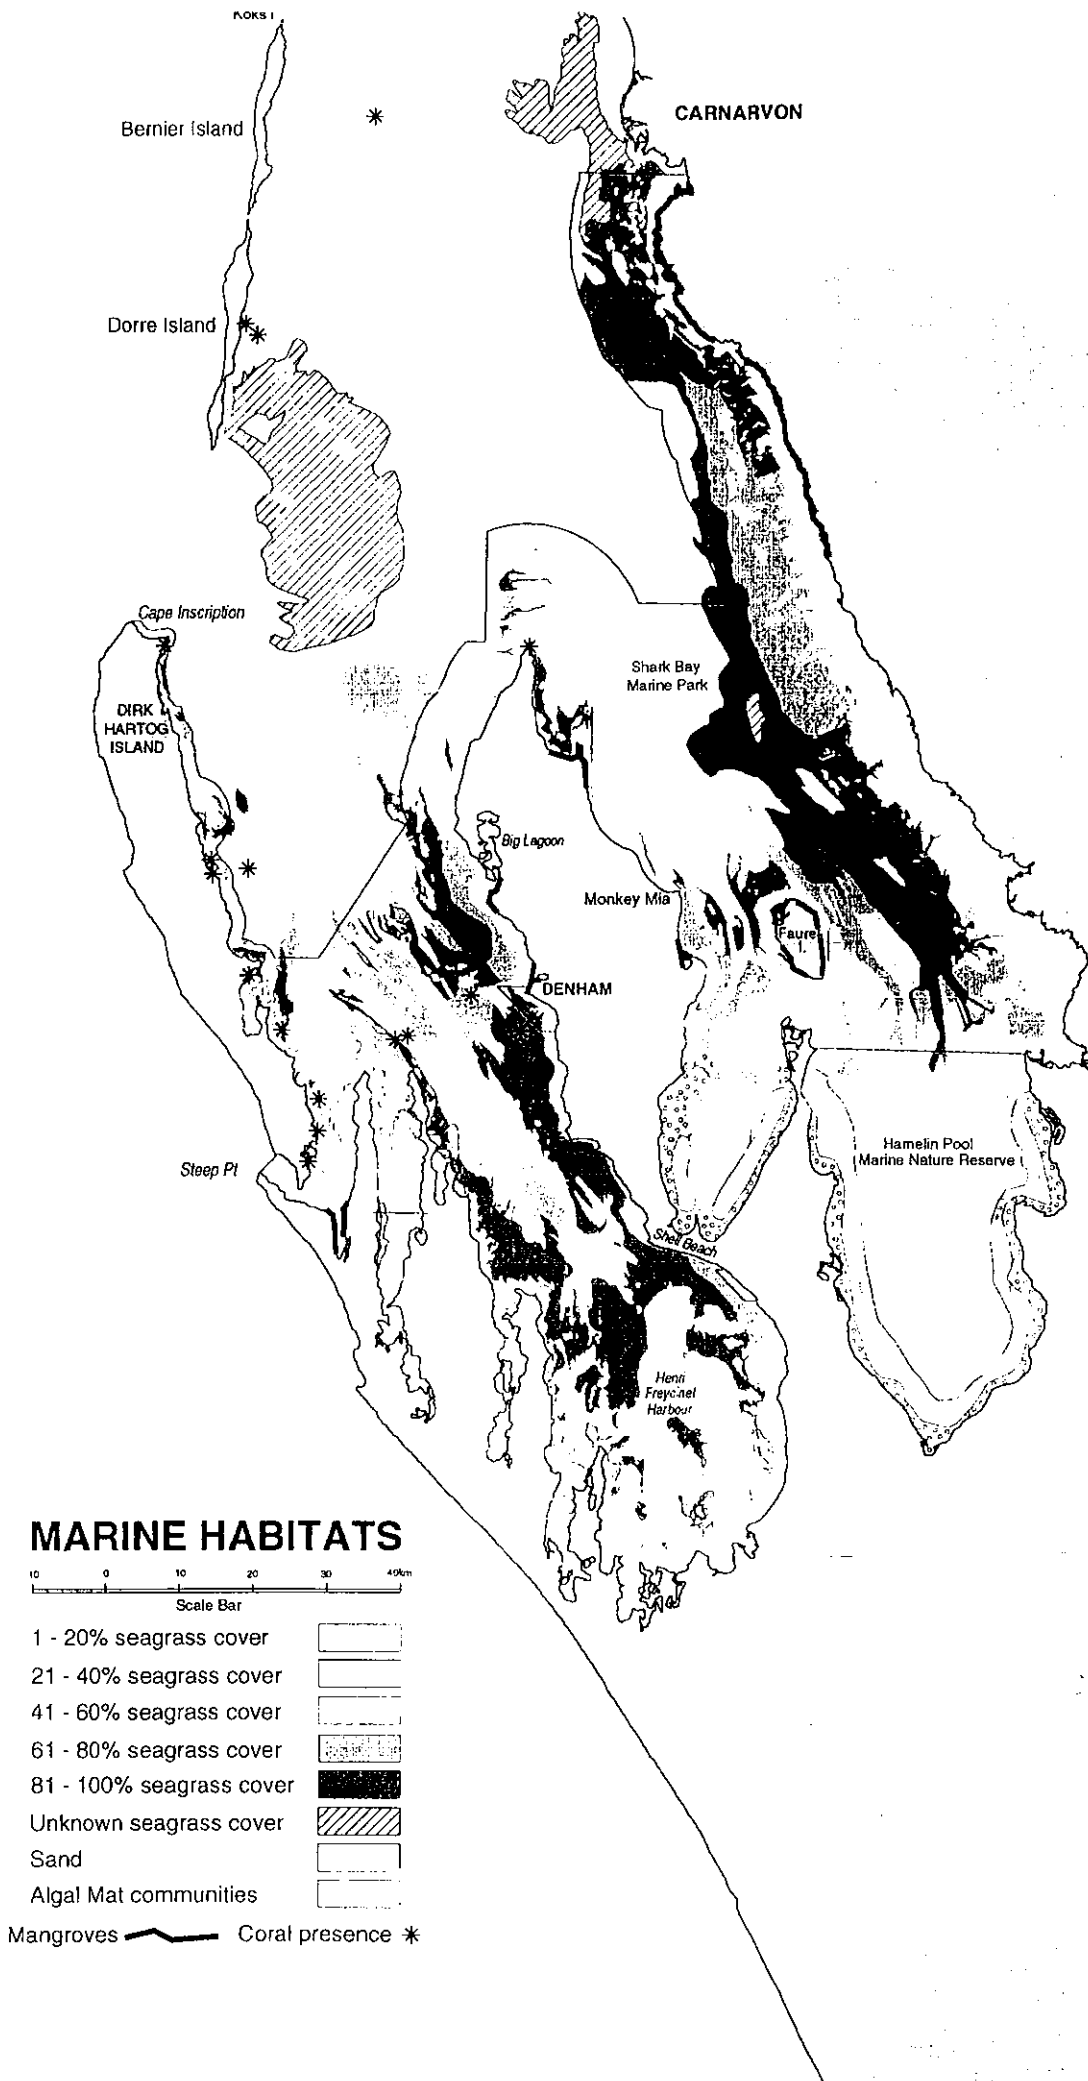 KOKS I
Bernier Island
CARNARVON
Dorre Island
Cape Inscription
Shark Bay
Marine Park
DIRK
HARTOG
ISLAND
Big Lagoon
Monkey Mia
Faure
I.
DENHAM
Hamelin Pool
Marine Nature Reserve
Steep Pt
Shell Beach
Henri
Freycinet
Harbour
MARINE HABITATS
10 0 10 20 30 40km
Scale Bar
1 - 20% seagrass cover
21 - 40% seagrass cover
41 - 60% seagrass cover
61 - 80% seagrass cover
81 - 100% seagrass cover
Unknown seagrass cover
Sand
Algal Mat communities
Mangroves Coral presence